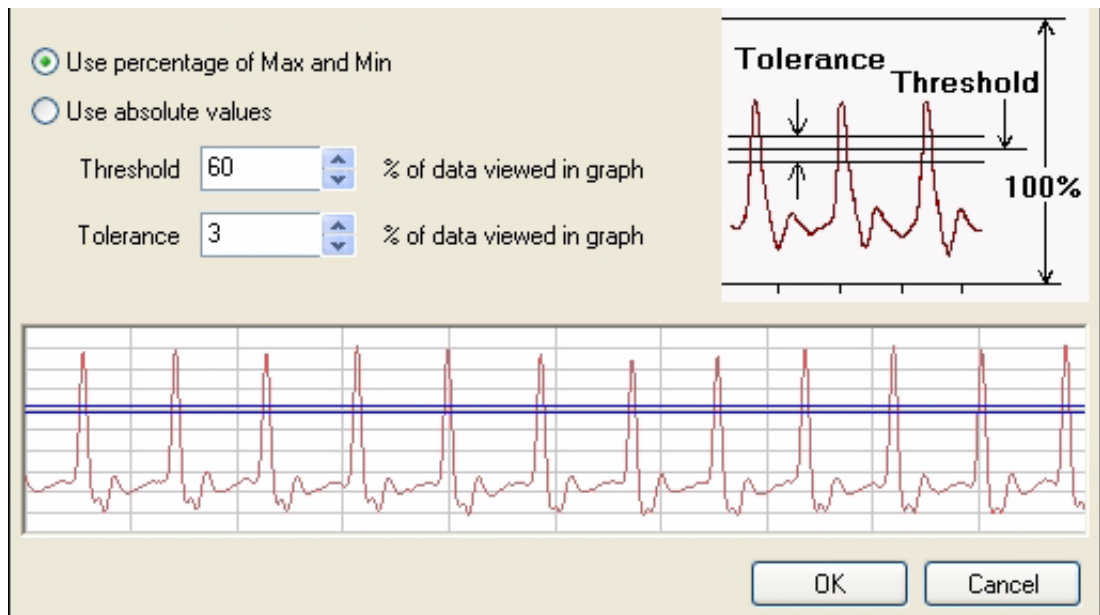 Use percentage of Max and Min
Use absolute values
Threshold 60 % of data viewed in graph
Tolerance 3 % of data viewed in graph
Tolerance
Threshold
100%
OK Cancel